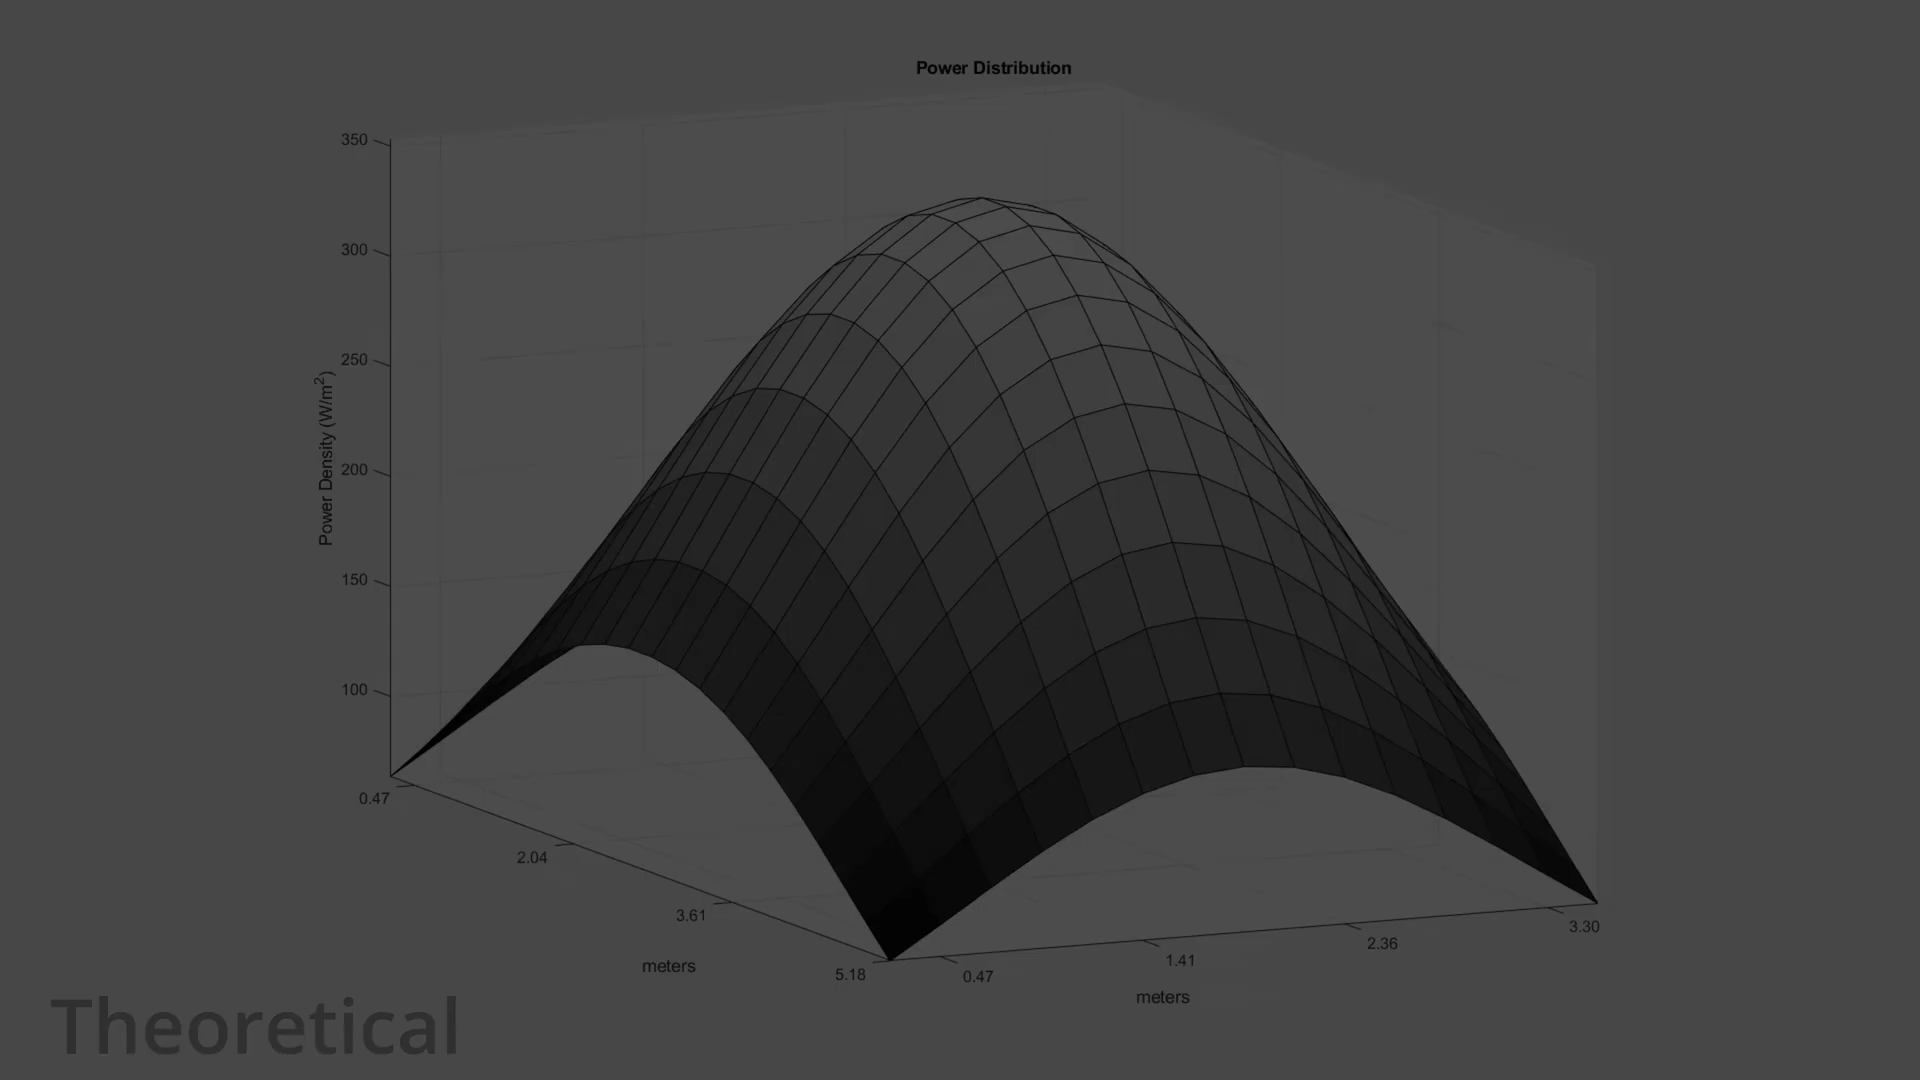 Power Distribution
350
300
250
200
150
100
Power Density (W/m²)
0.47
2.04
3.61
5.18
meters
0.47
1.41
2.36
3.30
meters
Theoretical